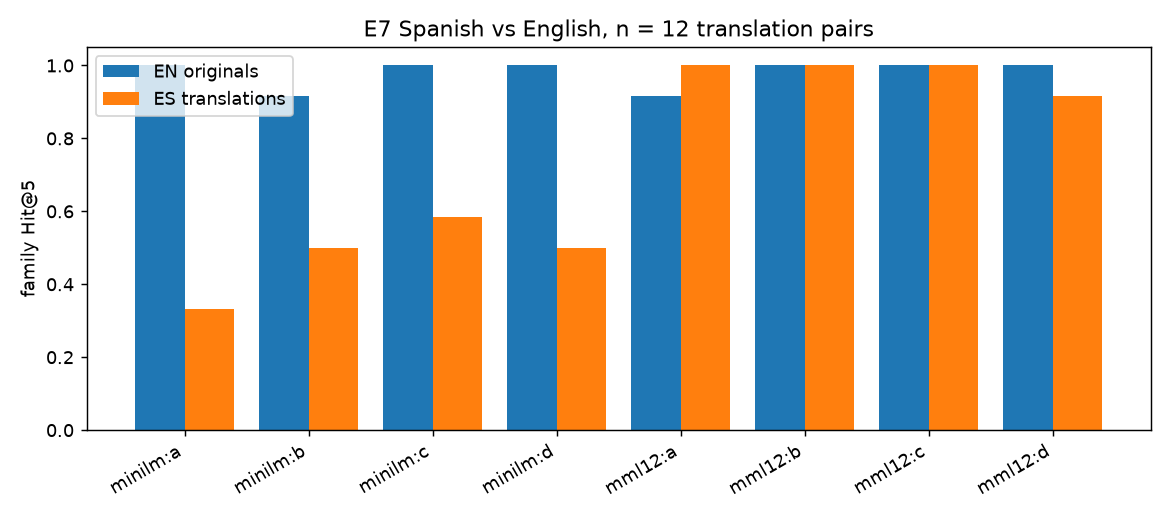 E7 Spanish vs English, n = 12 translation pairs
EN originals
ES translations
family Hit@5
1.0
0.8
0.6
0.4
0.2
0.0
minilm:a
minilm:b
minilm:c
minilm:d
mml12:a
mml12:b
mml12:c
mml12:d